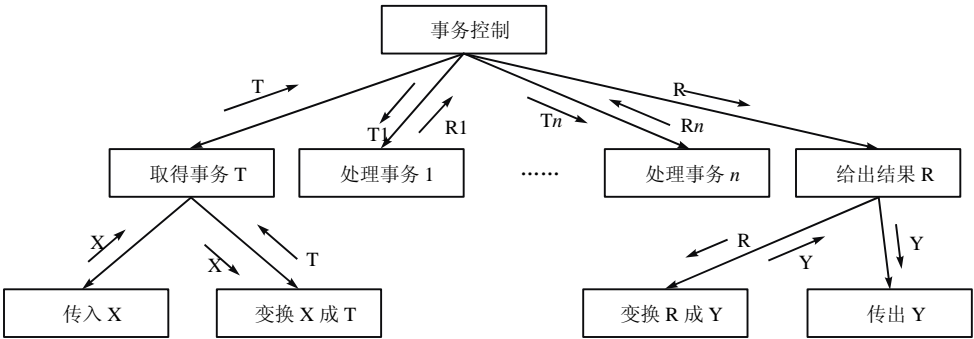 事务控制
T
T1
R1
Tn
Rn
R
取得事务 T
处理事务 1
……
处理事务 n
给出结果 R
X
X
T
R
Y
Y
传入 X
变换 X 成 T
变换 R 成 Y
传出 Y